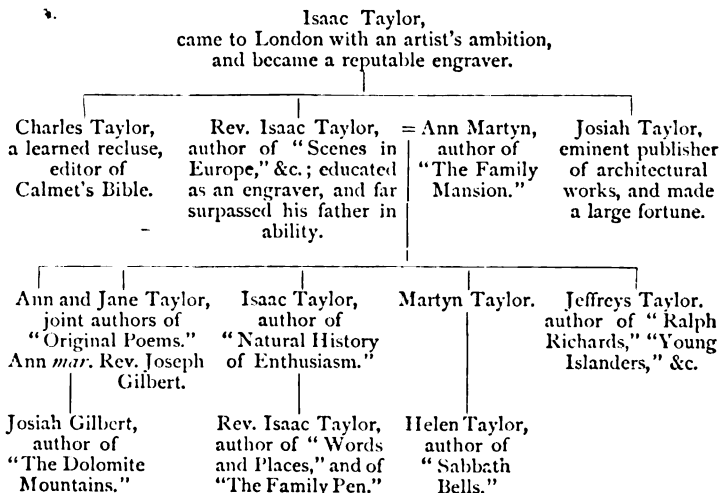 Isaac Taylor,
came to London with an artist's ambition,
and became a reputable engraver.
Charles Taylor,
a learned recluse,
editor of
Calmet's Bible.
Rev. Isaac Taylor,
author of "Scenes in
Europe," &c.; educated
as an engraver, and far
surpassed his father in
ability.
= Ann Martyn,
author of
"The Family
Mansion."
Josiah Taylor,
eminent publisher
of architectural
works, and made
a large fortune.
Ann and Jane Taylor,
joint authors of
"Original Poems."
Ann mar. Rev. Joseph
Gilbert.
Isaac Taylor,
author of
"Natural History
of Enthusiasm."
Martyn Taylor.
Jeffreys Taylor.
author of "Ralph
Richards," "Young
Islanders," &c.
Josiah Gilbert,
author of
"The Dolomite
Mountains."
Rev. Isaac Taylor,
author of "Words
and Places," and of
"The Family Pen."
Helen Taylor,
author of
"Sabbath
Bells."